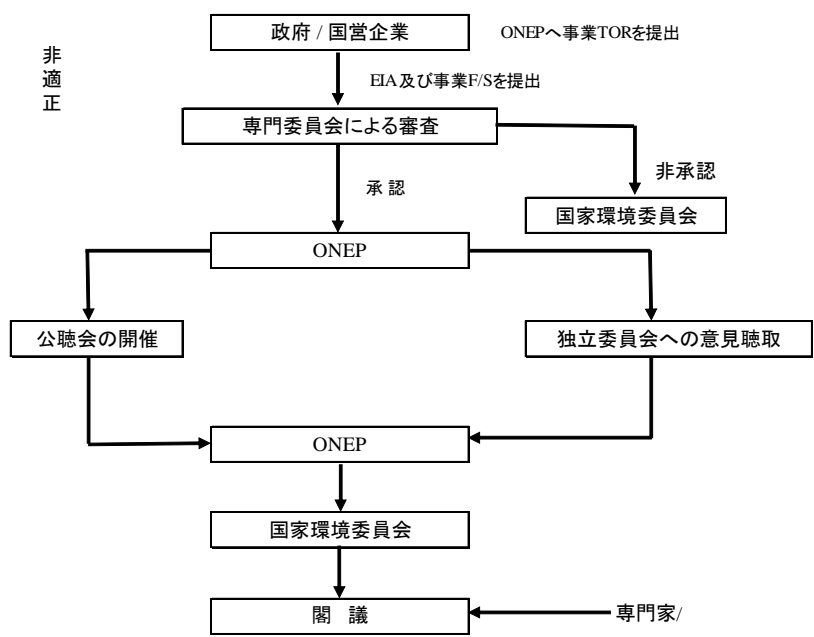 政府 / 国営企業
ONEPへ事業TORを提出
非適正
EIA及び事業F/Sを提出
専門委員会による審査
承 認
非承認
国家環境委員会
ONEP
公聴会の開催
独立委員会への意見聴取
ONEP
国家環境委員会
閣 議
専門家/